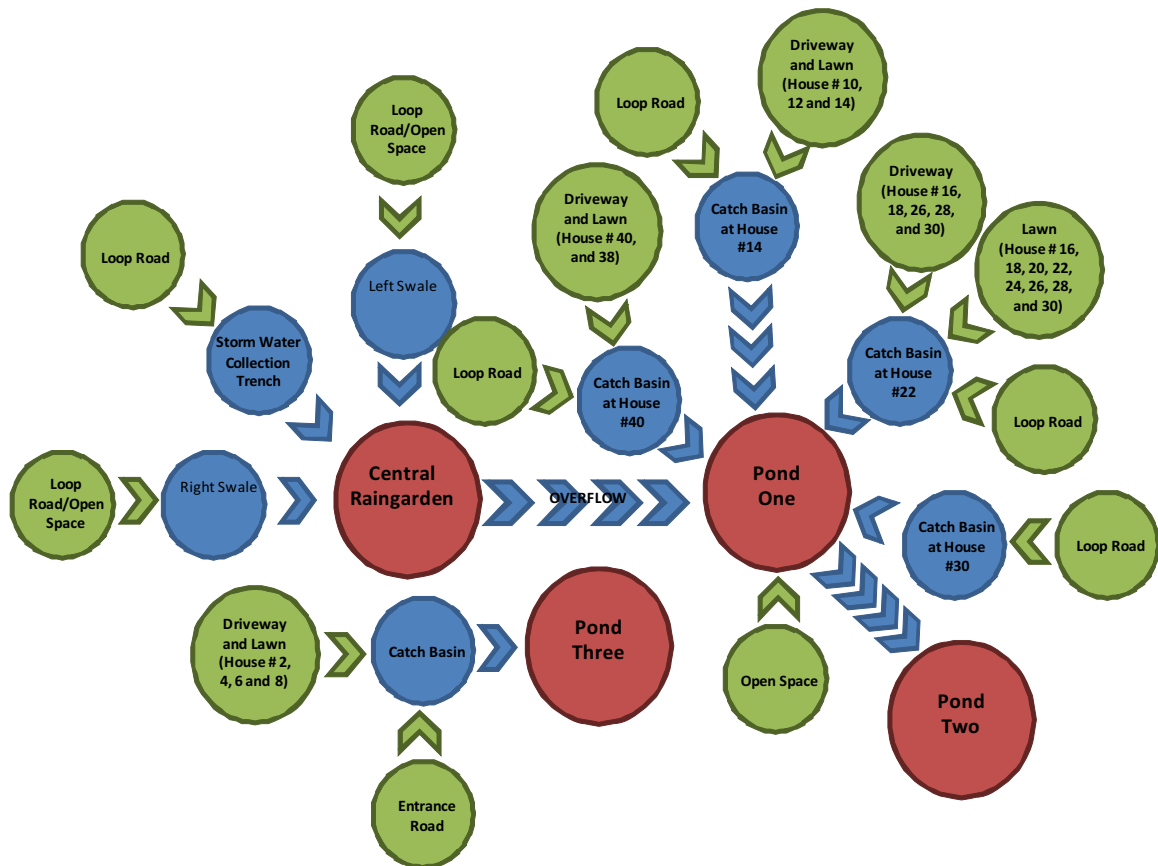 Driveway
and Lawn
(House # 10,
12 and 14)
Loop Road
Loop
Road/Open
Space
Driveway
(House # 16,
18, 26, 28,
and 30)
Driveway
and Lawn
(House # 40,
and 38)
Catch Basin
at House
#14
Lawn
(House # 16,
18, 20, 22,
24, 26, 28,
and 30)
Loop Road
Left Swale
Storm Water
Collection
Trench
Loop Road
Catch Basin
at House
#40
Catch Basin
at House
#22
Loop Road
Loop
Road/Open
Space
Right Swale
Central
Raingarden
OVERFLOW
Pond
One
Catch Basin
at House
#30
Loop Road
Driveway
and Lawn
(House # 2,
4, 6 and 8)
Catch Basin
Pond
Three
Open Space
Pond
Two
Entrance
Road